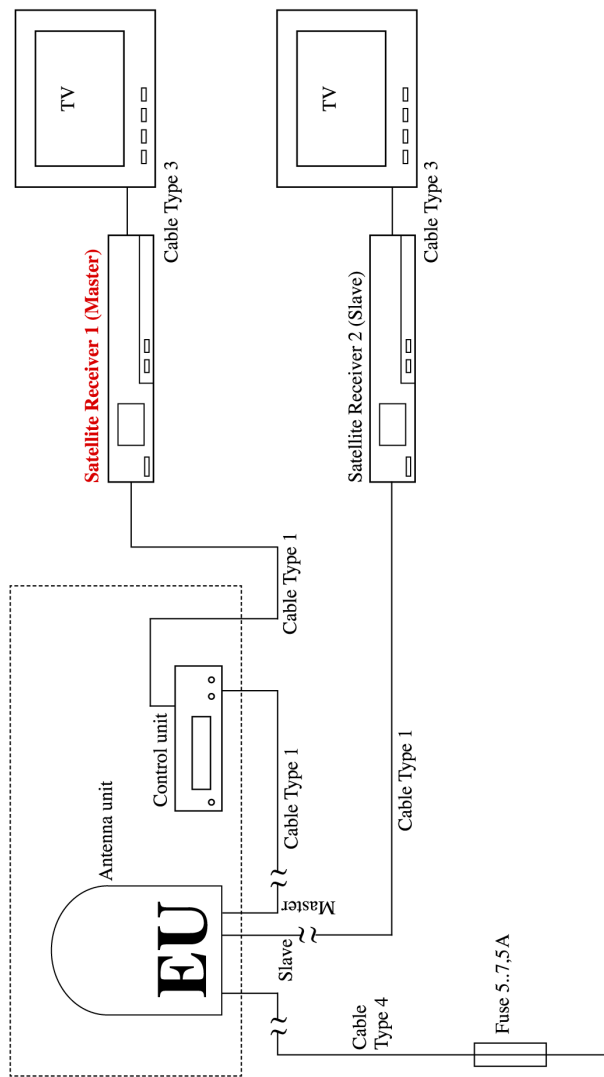 TV
TV
Cable Type 3
Cable Type 3
Satellite Receiver 1 (Master)
Satellite Receiver 2 (Slave)
Cable Type 1
Control unit
Cable Type 1
Cable Type 1
Antenna unit
EU
Master
Slave
Cable
Type 4
Fuse 5..7,5 A